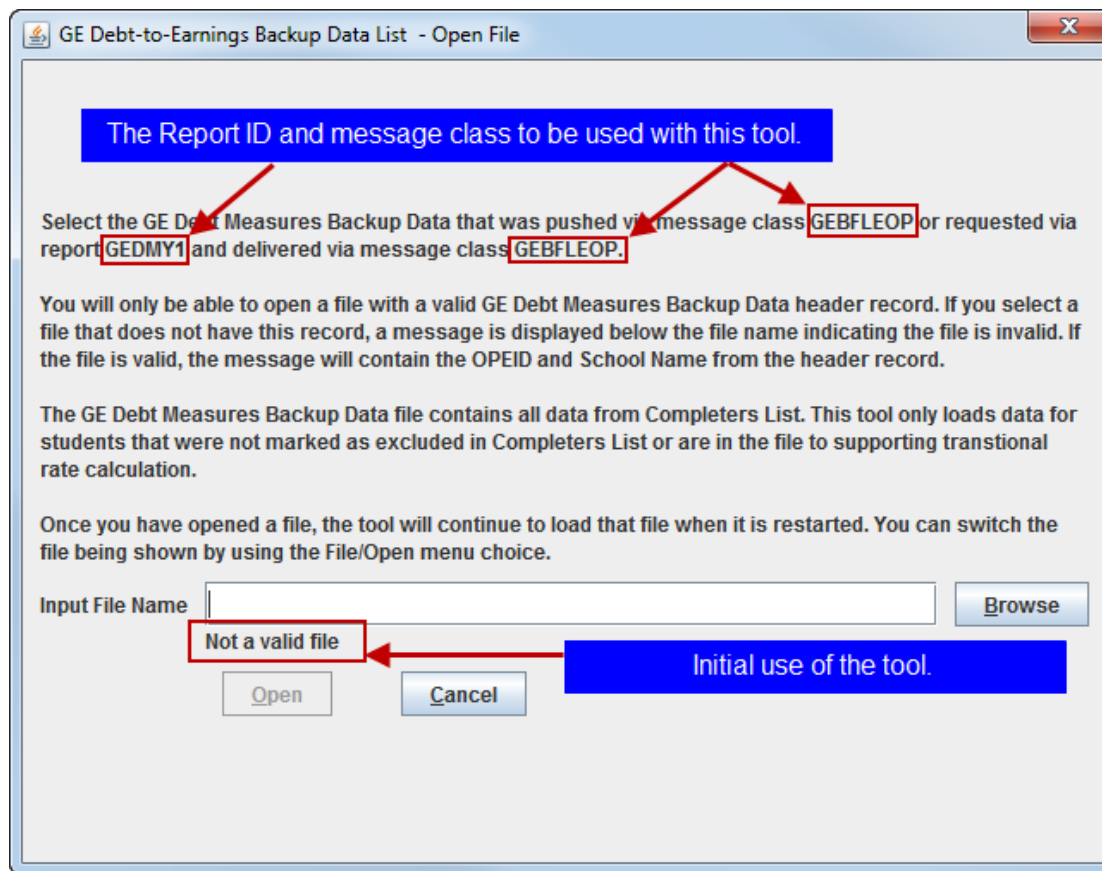 GE Debt-to-Earnings Backup Data List - Open File
The Report ID and message class to be used with this tool.
Select the GE Debt Measures Backup Data that was pushed via message class GEBFLEOP or requested via
report GEDMY1 and delivered via message class GEBFLEOP.
You will only be able to open a file with a valid GE Debt Measures Backup Data header record. If you select a
file that does not have this record, a message is displayed below the file name indicating the file is invalid. If
the file is valid, the message will contain the OPEID and School Name from the header record.
The GE Debt Measures Backup Data file contains all data from Completers List. This tool only loads data for
students that were not marked as excluded in Completers List or are in the file to supporting transtional
rate calculation.
Once you have opened a file, the tool will continue to load that file when it is restarted. You can switch the
file being shown by using the File/Open menu choice.
Input File Name
Browse
Not a valid file
Initial use of the tool.
Open
Cancel